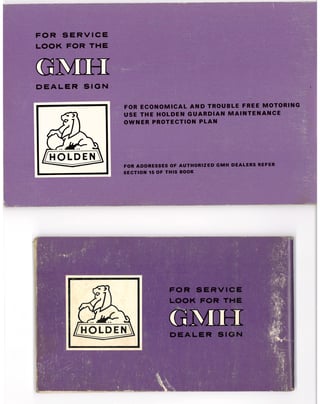 FOR SERVICE
LOOK FOR THE
GMH
DEALER SIGN
HOLDEN
FOR ECONOMICAL AND TROUBLE FREE MOTORING
USE THE HOLDEN GUARDIAN MAINTENANCE
OWNER PROTECTION PLAN
FOR ADDRESSES OF AUTHORIZED GMH DEALERS REFER
SECTION 15 OF THIS BOOK
HOLDEN
FOR SERVICE
LOOK FOR THE
GMH
DEALER SIGN